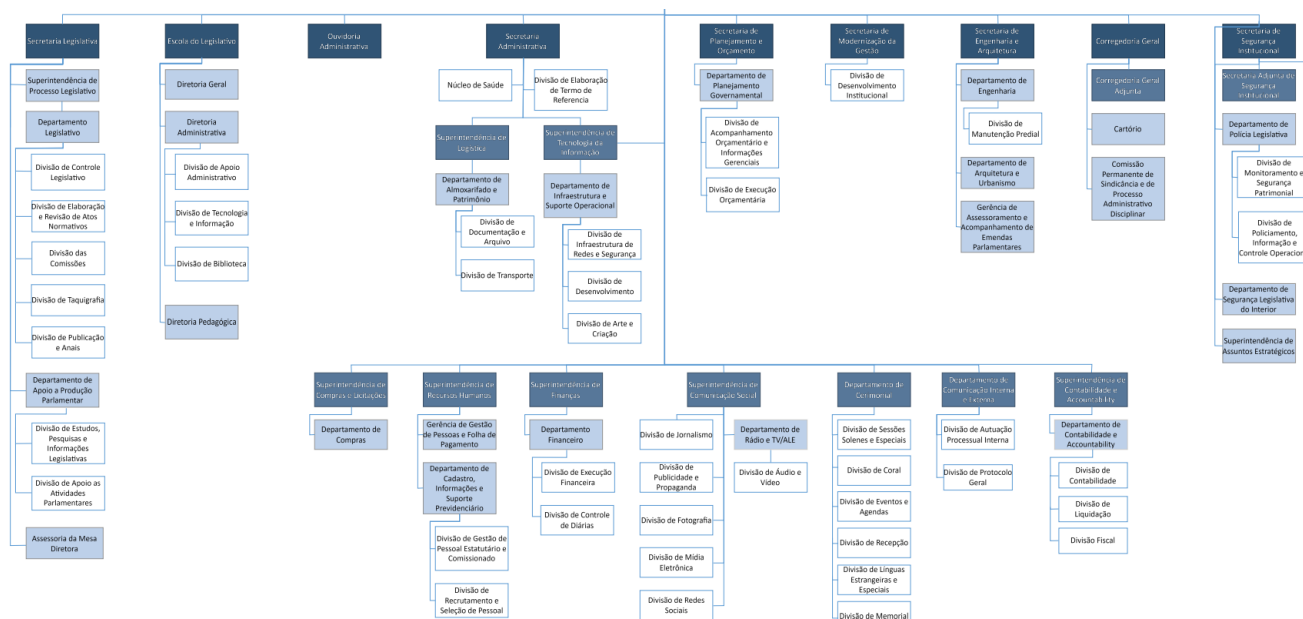 Secretaria Legislativa
Superintendência de
Processo Legislativo
Departamento
Legislativo
Divisão de Controle
Legislativo
Divisão de Elaboração
e Revisão de Atos
Normativos
Divisão das
Comissões
Divisão de Taquigrafia
Divisão de Publicação
e Anais
Departamento de
Apoio a Produção
Parlamentar
Divisão de Estudos,
Pesquisas e
Informações
Legislativas
Divisão de Apoio as
Atividades
Parlamentares
Assessoria da Mesa
Diretora
Escola do Legislativo
Diretoria Geral
Diretoria
Administrativa
Divisão de Apoio
Administrativo
Divisão de Tecnologia
e Informação
Divisão de Biblioteca
Diretoria Pedagógica
Ouvidoria
Administrativa
Secretaria
Administrativa
Núcleo de Saúde
Divisão de Elaboração
de Termo de
Referencia
Superintendência de
Logística
Departamento de
Almoxarifado e
Patrimônio
Divisão de
Documentação e
Arquivo
Divisão de Transporte
Superintendência de
Tecnologia da
Informação
Departamento de
Infraestrutura e
Suporte Operacional
Divisão de
Infraestrutura de
Redes e Segurança
Divisão de
Desenvolvimento
Divisão de Arte e
Criação
Secretaria de
Planejamento e
Orçamento
Departamento de
Planejamento
Governamental
Divisão de
Acompanhamento
Orçamentário e
Informações
Gerenciais
Divisão de Execução
Orçamentária
Secretaria de
Modernização da
Gestão
Divisão de
Desenvolvimento
Institucional
Secretaria de
Engenharia e
Arquitetura
Departamento de
Engenharia
Divisão de
Manutenção Predial
Departamento de
Arquitetura e
Urbanismo
Gerência de
Assessoramento e
Acompanhamento de
Emendas
Parlamentares
Corregedoria Geral
Corregedoria Geral
Adjunta
Cartório
Comissão
Permanente de
Sindicância e de
Processo
Administrativo
Disciplinar
Secretaria de
Segurança
Institucional
Secretaria Adjunta de
Segurança
Institucional
Departamento de
Polícia Legislativa
Divisão de
Monitoramento e
Segurança
Patrimonial
Divisão de
Policiamento,
Informação e
Controle Operacion
Departamento de
Segurança Legislativa
do Interior
Superintendência de
Assuntos Estratégicos
Superintendência de
Compras e Licitações
Departamento de
Compras
Superintendência de
Recursos Humanos
Gerência de Gestão
de Pessoas e Folha de
Pagamento
Departamento de
Cadastro,
Informações e
Suporte
Previdenciário
Divisão de Gestão de
Pessoal Estatutário e
Comissionado
Divisão de
Recrutamento e
Seleção de Pessoal
Superintendência de
Finanças
Departamento
Financeiro
Divisão de Execução
Financeira
Divisão de Controle
de Diárias
Superintendência de
Comunicação Social
Divisão de Jornalismo
Divisão de
Publicidade e
Propaganda
Divisão de Fotografia
Divisão de Mídia
Eletrônica
Divisão de Redes
Sociais
Departamento de
Rádio e TV/ALE
Divisão de Áudio e
Vídeo
Departamento de
Cerimonial
Divisão de Sessões
Solenes e Especiais
Divisão de Coral
Divisão de Eventos e
Agendas
Divisão de Recepção
Divisão de Línguas
Estrangeiras e
Especiais
Divisão de Memorial
Departamento de
Comunicação Interna
e Externa
Divisão de Autuação
Processual Interna
Divisão de Protocolo
Geral
Superintendência de
Contabilidade e
Accountability
Departamento de
Contabilidade e
Accountability
Divisão de
Contabilidade
Divisão de
Liquidação
Divisão Fiscal